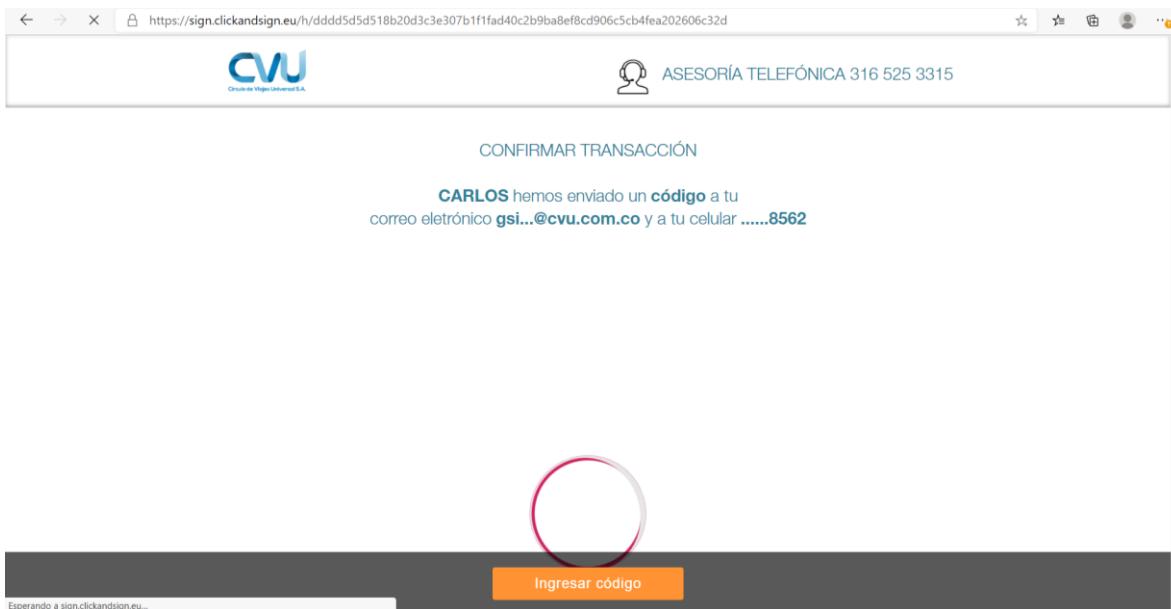 https://sign.clickandsign.eu/h/dddd5d5d518b20d3c3e307b1f1fad40c2b9ba8ef8cd906c5cb4fea202606c32d
CVU
Círculo de Viajes Universal S.A.
ASESORÍA TELEFÓNICA 316 525 3315
CONFIRMAR TRANSACCIÓN
CARLOS hemos enviado un código a tu
correo eletrónico gsi...@cvu.com.co y a tu celular ......8562
Ingresar código
Esperando a sign.clickandsign.eu...